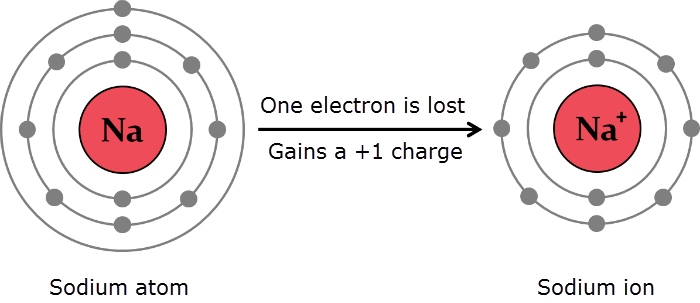 Na
One electron is lost
Gains a +1 charge
Na+
Sodium atom
Sodium ion